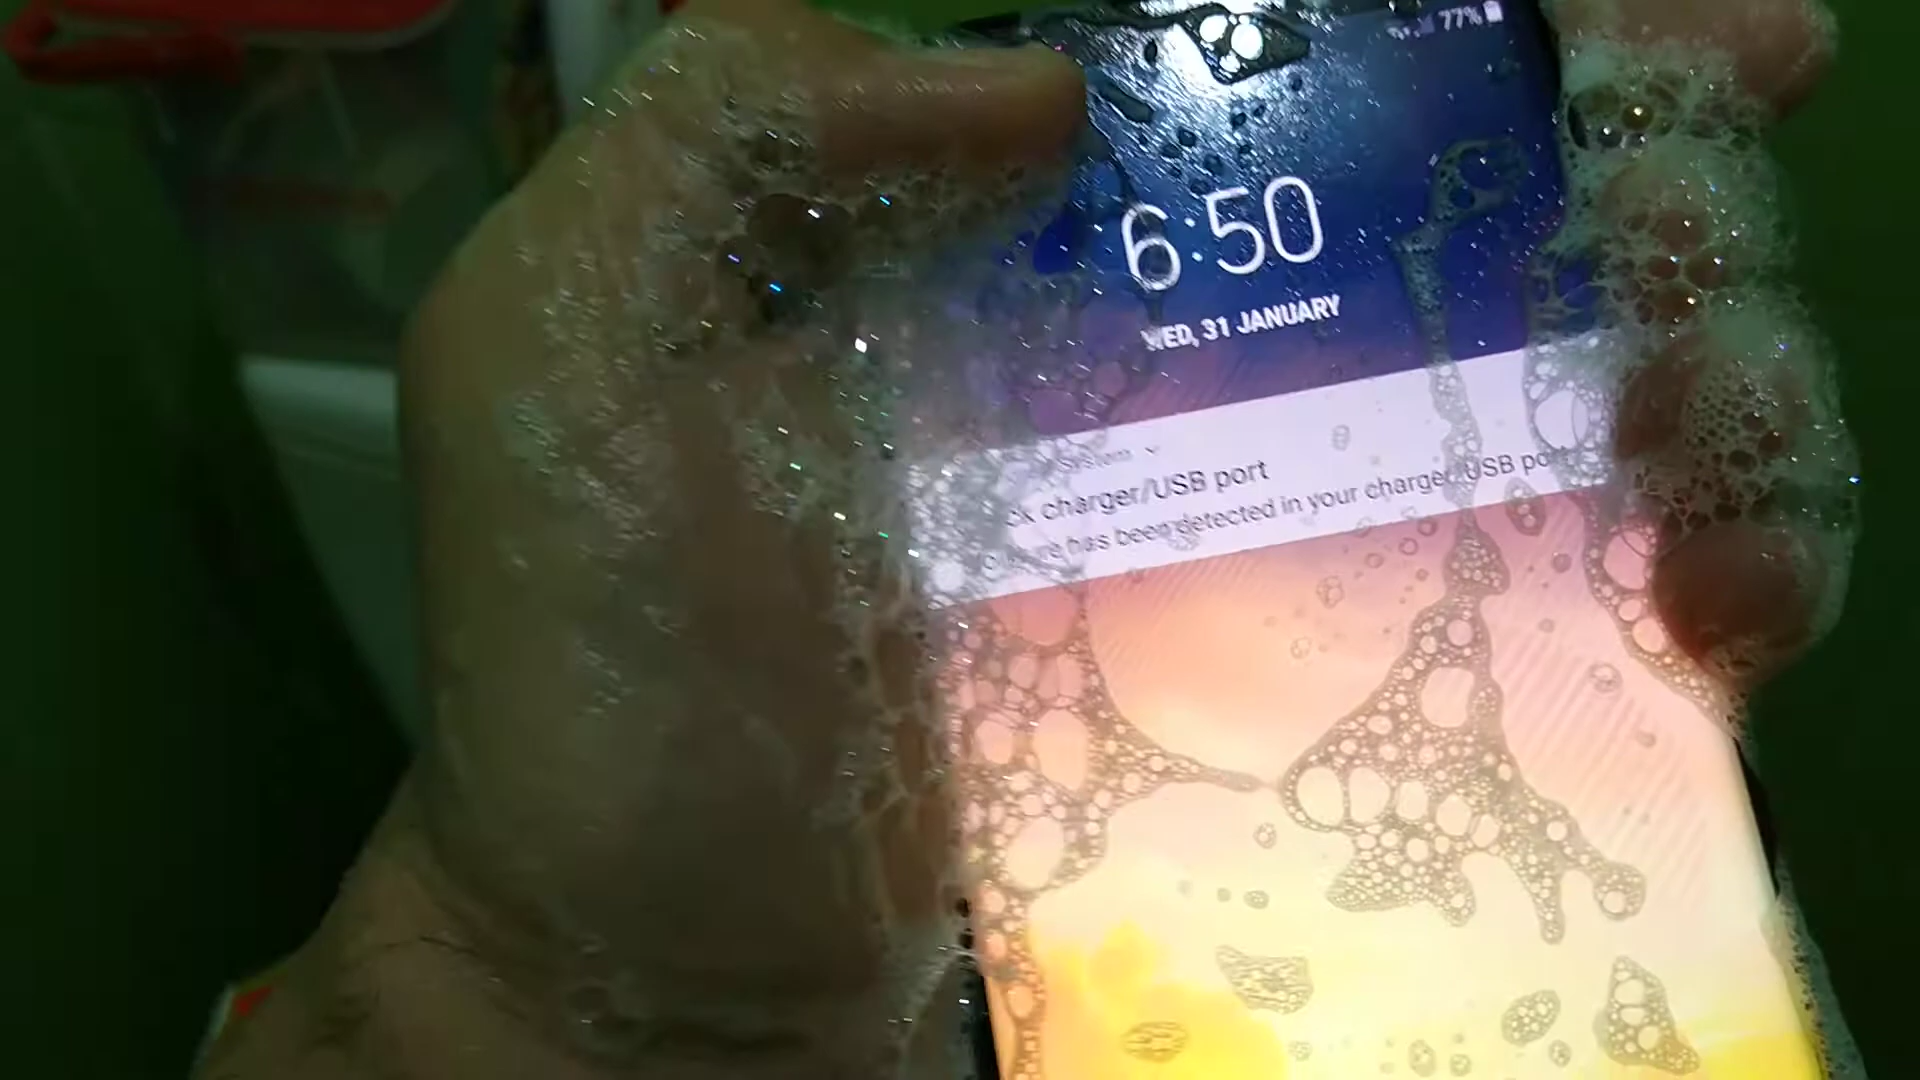 77%
6:50
WED, 31 JANUARY
System
charger/USB port
has been detected in your charger/USB port